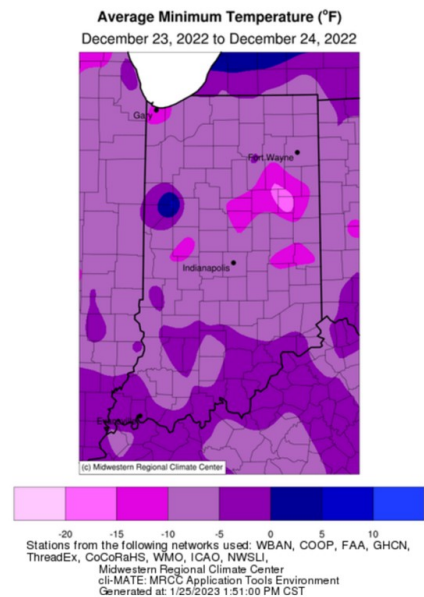 Average Minimum Temperature (°F)
December 23, 2022 to December 24, 2022
Gary
Fort Wayne
Indianapolis
(c) Midwestern Regional Climate Center
-20 -15 -10 -5 0 5 10
Stations from the following networks used: WBAN, COOP, FAA, GHCN,
ThreadEx, CoCoRaHS, WMO, ICAO, NWSLI,
Midwestern Regional Climate Center
cli-MATE: MRCC Application Tools Environment
Generated at: 1/25/2023 1:51:00 PM CST